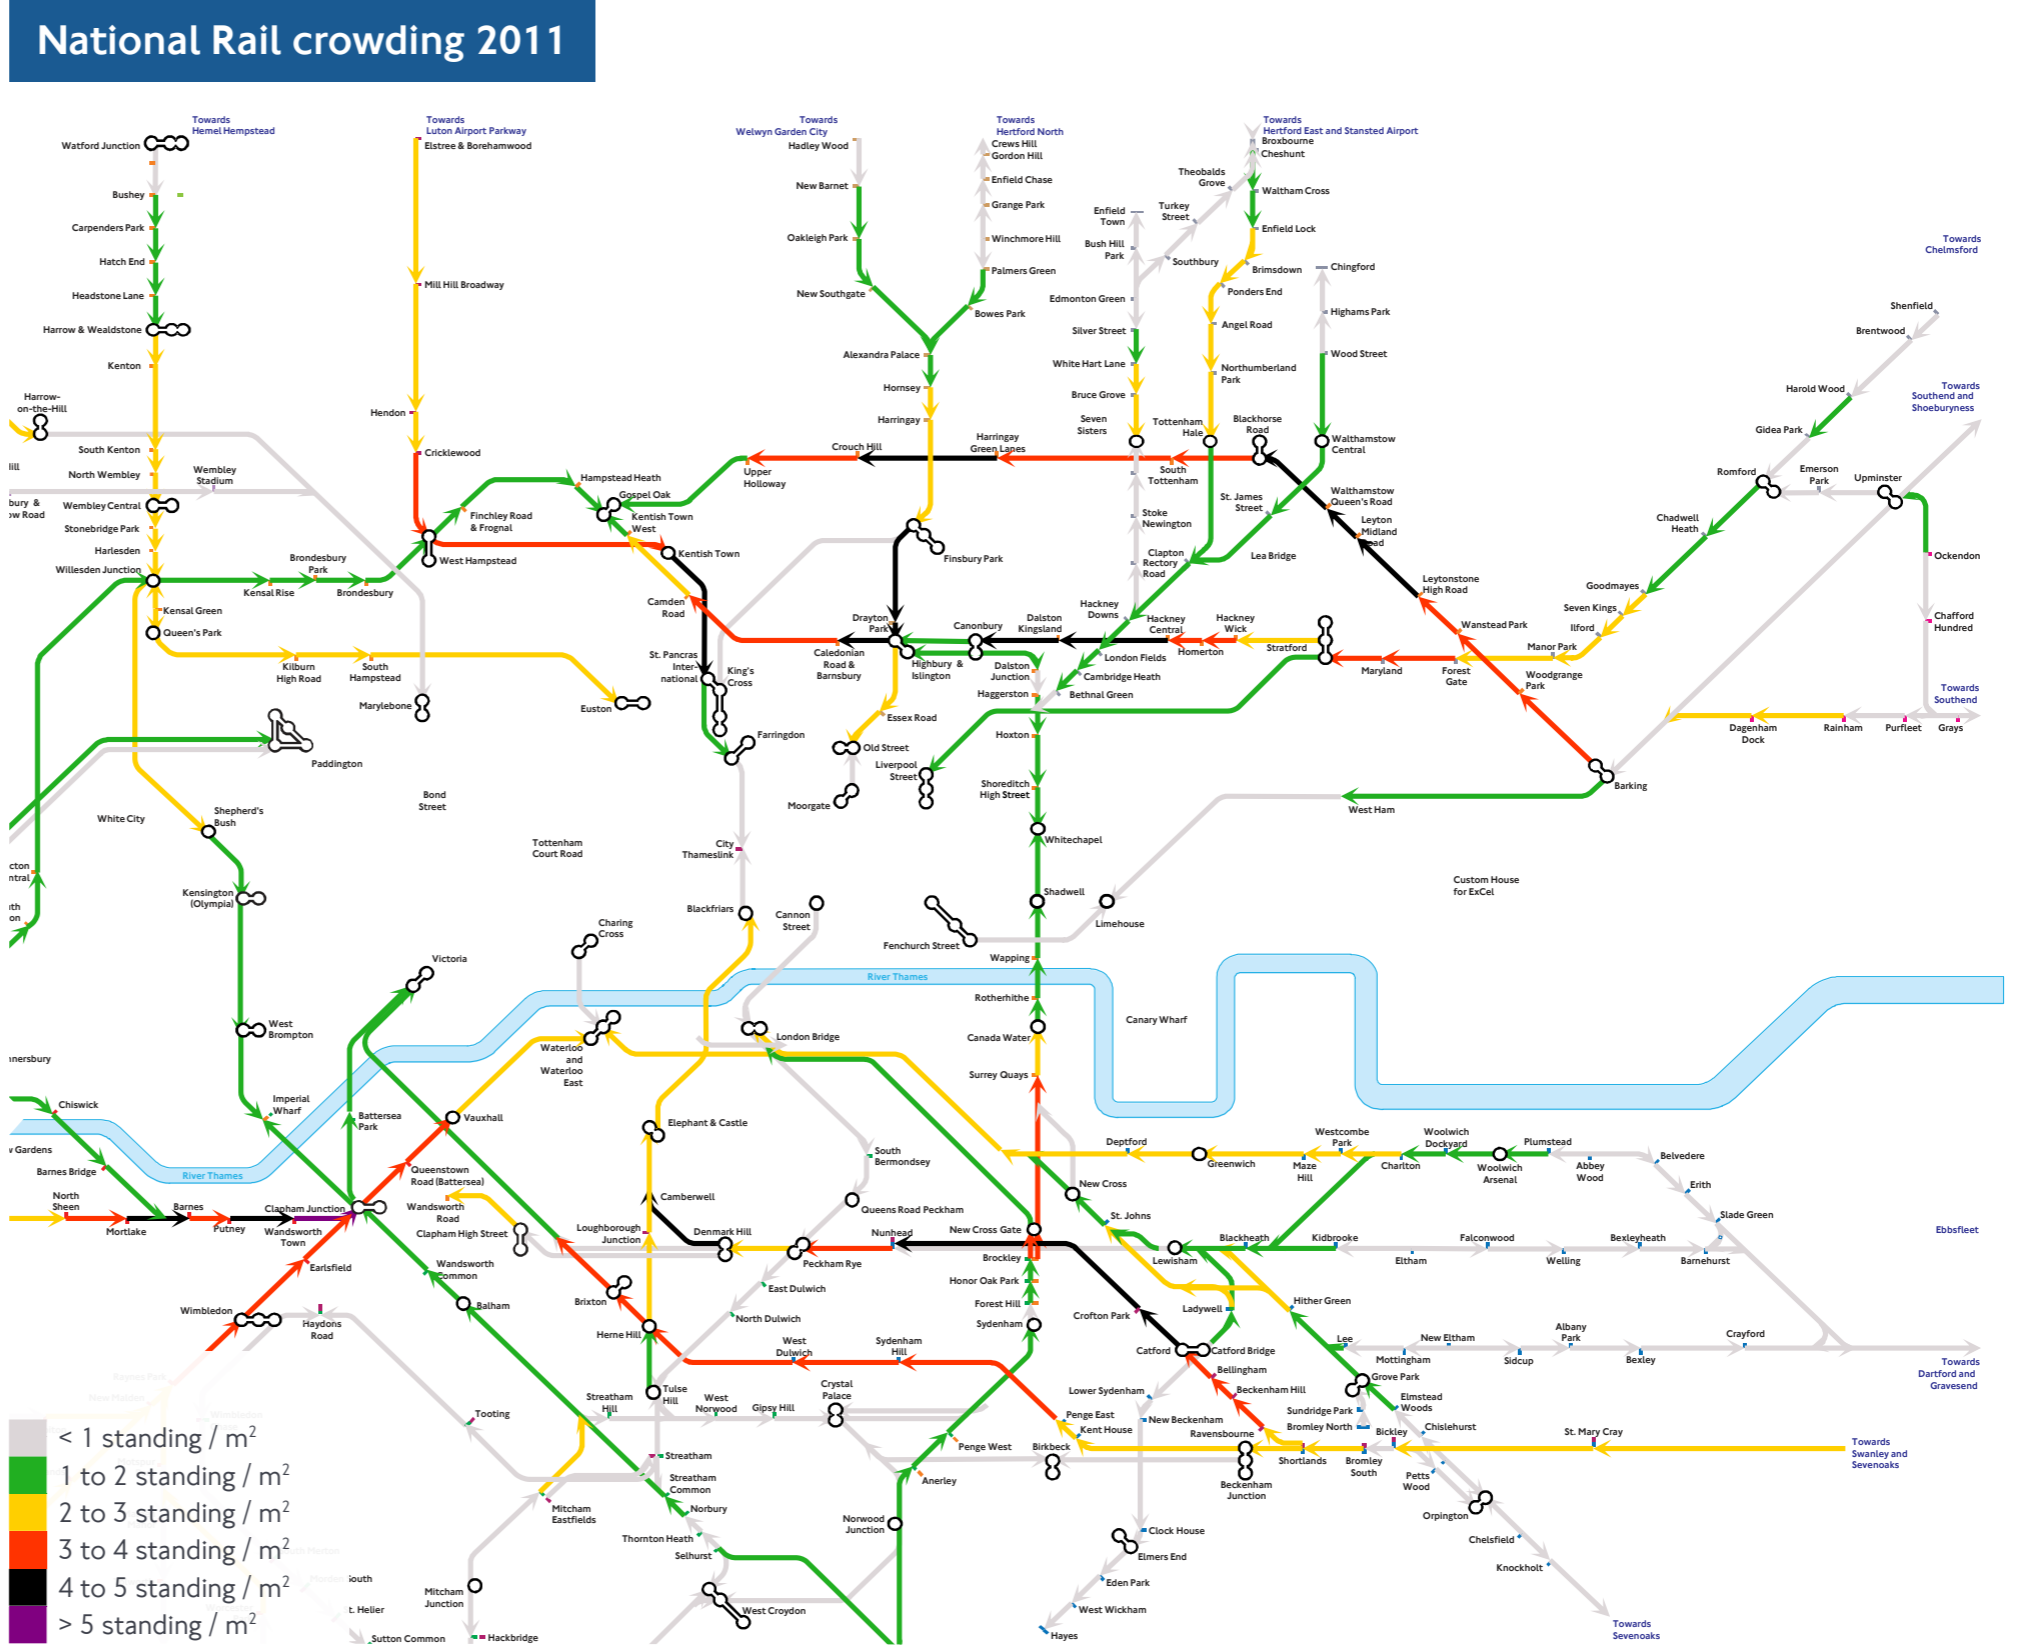 National Rail crowding 2011
Towards
Hemel Hempstead
Watford Junction
Bushey
Carpenders Park
Hatch End
Headstone Lane
Harrow & Wealdstone
Kenton
Harrow-
on-the-Hill
South Kenton
North Wembley
Wembley
Stadium
Wembley Central
Stonebridge Park
Harlesden
Willesden Junction
Kensal Green
Queen's Park
Kensal Rise
Brondesbury
Park
Brondesbury
Kilburn
High Road
South
Hampstead
Euston
Marylebone
Paddington
Towards
Luton Airport Parkway
Elstree & Borehamwood
Mill Hill Broadway
Hendon
Cricklewood
West Hampstead
Finchley Road
& Frognal
Hampstead Heath
Gospel Oak
Kentish Town
West
Kentish Town
Camden
Road
St. Pancras
Inter-
national
King's
Cross
Farringdon
City
Thameslink
Blackfriars
Towards
Welwyn Garden City
Hadley Wood
New Barnet
Oakleigh Park
New Southgate
Alexandra Palace
Hornsey
Harringay
Crouch Hill
Harringay
Green Lanes
Upper
Holloway
Finsbury Park
Drayton
Park
Caledonian
Road &
Barnsbury
Highbury &
Islington
Canonbury
Essex Road
Old Street
Moorgate
Liverpool
Street
Towards
Hertford North
Crews Hill
Gordon Hill
Enfield Chase
Grange Park
Winchmore Hill
Palmers Green
Bowes Park
Towards
Hertford East and Stansted Airport
Broxbourne
Cheshunt
Theobalds
Grove
Waltham Cross
Turkey
Street
Enfield
Town
Enfield Lock
Bush Hill
Park
Southbury
Brimsdown
Edmonton Green
Ponders End
Silver Street
Angel Road
White Hart Lane
Northumberland
Park
Bruce Grove
Seven
Sisters
Tottenham
Hale
Blackhorse
Road
Chingford
Highams Park
Wood Street
Walthamstow
Central
South
Tottenham
Stoke
Newington
St. James
Street
Walthamstow
Queen's Road
Leyton
Midland
Road
Clapton
Rectory
Road
Lea Bridge
Leytonstone
High Road
Hackney
Downs
Dalston
Kingsland
Hackney
Central
Hackney
Wick
Homerton
Stratford
Wanstead Park
Maryland
Forest
Gate
Woodgrange
Park
Manor Park
Ilford
Seven Kings
Goodmayes
Chadwell
Heath
Romford
Emerson
Park
Upminster
Gidea Park
Harold Wood
Brentwood
Shenfield
Towards
Chelmsford
Towards
Southend and
Shoeburyness
Ockendon
Chafford
Hundred
Towards
Southend
Dagenham
Dock
Rainham
Purfleet
Grays
Barking
West Ham
London Fields
Cambridge Heath
Bethnal Green
Dalston
Junction
Haggerston
Hoxton
Shoreditch
High Street
Whitechapel
Shadwell
Limehouse
Fenchurch Street
Wapping
Rotherhithe
Canada Water
Surrey Quays
Custom House
for ExCel
Canary Wharf
White City
Shepherd's
Bush
Bond
Street
Tottenham
Court Road
Kensington
(Olympia)
Charing
Cross
Cannon
Street
Victoria
River Thames
West
Brompton
London Bridge
Waterloo
and
Waterloo
East
Imperial
Wharf
Battersea
Park
Vauxhall
Chiswick
Barnes Bridge
River Thames
Queenstown
Road (Battersea)
Elephant & Castle
South
Bermondsey
North
Sheen
Mortlake
Barnes
Putney
Wandsworth
Town
Clapham Junction
Wandsworth
Road
Clapham High Street
Loughborough
Junction
Camberwell
Denmark Hill
Queens Road Peckham
Nunhead
Peckham Rye
New Cross Gate
New Cross
Brockley
Honor Oak Park
Forest Hill
Sydenham
Deptford
Greenwich
Maze
Hill
Westcombe
Park
Charlton
Woolwich
Dockyard
Woolwich
Arsenal
Plumstead
Abbey
Wood
Belvedere
Erith
Slade Green
Ebbsfleet
St. Johns
Lewisham
Blackheath
Kidbrooke
Eltham
Falconwood
Welling
Bexleyheath
Barnehurst
Earlsfield
Wandsworth
Common
Wimbledon
Haydons
Road
Balham
Brixton
Herne Hill
East Dulwich
North Dulwich
West
Dulwich
Sydenham
Hill
Crofton Park
Ladywell
Hither Green
Catford
Catford Bridge
Bellingham
Beckenham Hill
Lee
Mottingham
New Eltham
Sidcup
Albany
Park
Bexley
Crayford
Towards
Dartford and
Gravesend
Grove Park
Sundridge Park
Bromley North
Elmstead
Woods
Chislehurst
Bickley
Lower Sydenham
New Beckenham
Ravensbourne
Shortlands
Bromley
South
St. Mary Cray
Towards
Swanley and
Sevenoaks
Petts
Wood
Orpington
Chelsfield
Knockholt
Towards
Sevenoaks
Tooting
Streatham
Hill
Tulse
Hill
West
Norwood
Gipsy Hill
Crystal
Palace
Penge East
Kent House
Penge West
Birkbeck
Beckenham
Junction
Anerley
Streatham
Streatham
Common
Norbury
Mitcham
Eastfields
Thornton Heath
Selhurst
Norwood
Junction
Clock House
Elmers End
Eden Park
West Wickham
Hayes
Mitcham
Junction
West Croydon
Sutton Common
Hackbridge
< 1 standing / m²
1 to 2 standing / m²
2 to 3 standing / m²
3 to 4 standing / m²
4 to 5 standing / m²
> 5 standing / m²